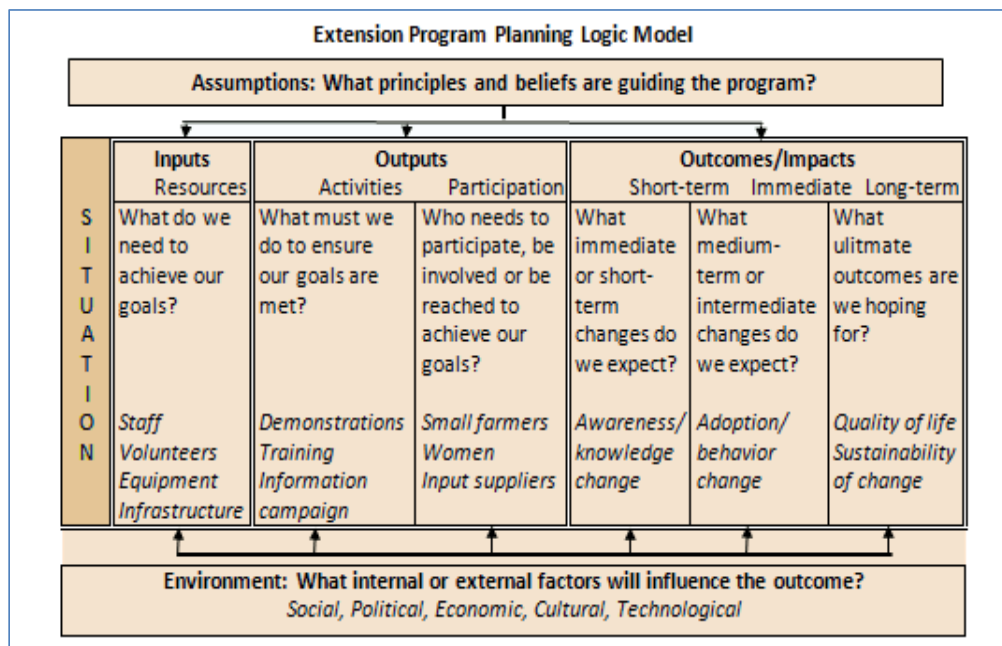 Extension Program Planning Logic Model
Assumptions: What principles and beliefs are guiding the program?
SITUATION
Inputs
Resources
What do we
need to
achieve our
goals?
Staff
Volunteers
Equipment
Infrastructure
Outputs
Activities Participation
What must we
do to ensure
our goals are
met?
Demonstrations
Training
Information
campaign
Who needs to
participate, be
involved or be
reached to
achieve our
goals?
Small farmers
Women
Input suppliers
Outcomes/Impacts
Short-term Immediate Long-term
What
immediate
or short-
term
changes do
we expect?
Awareness/
knowledge
change
What
medium-
term or
intermediate
changes do
we expect?
Adoption/
behavior
change
What
ulitmate
outcomes are
we hoping
for?
Quality of life
Sustainability
of change
Environment: What internal or external factors will influence the outcome?
Social, Political, Economic, Cultural, Technological